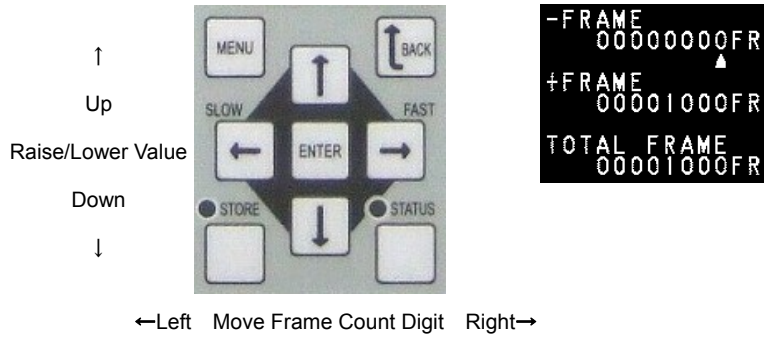 ↑
Up
Raise/Lower Value
Down
↓
MENU
BACK
SLOW
FAST
ENTER
STORE
STATUS
←Left Move Frame Count Digit Right→
-FRAME
00000000FR
+FRAME
00001000FR
TOTAL FRAME
00001000FR